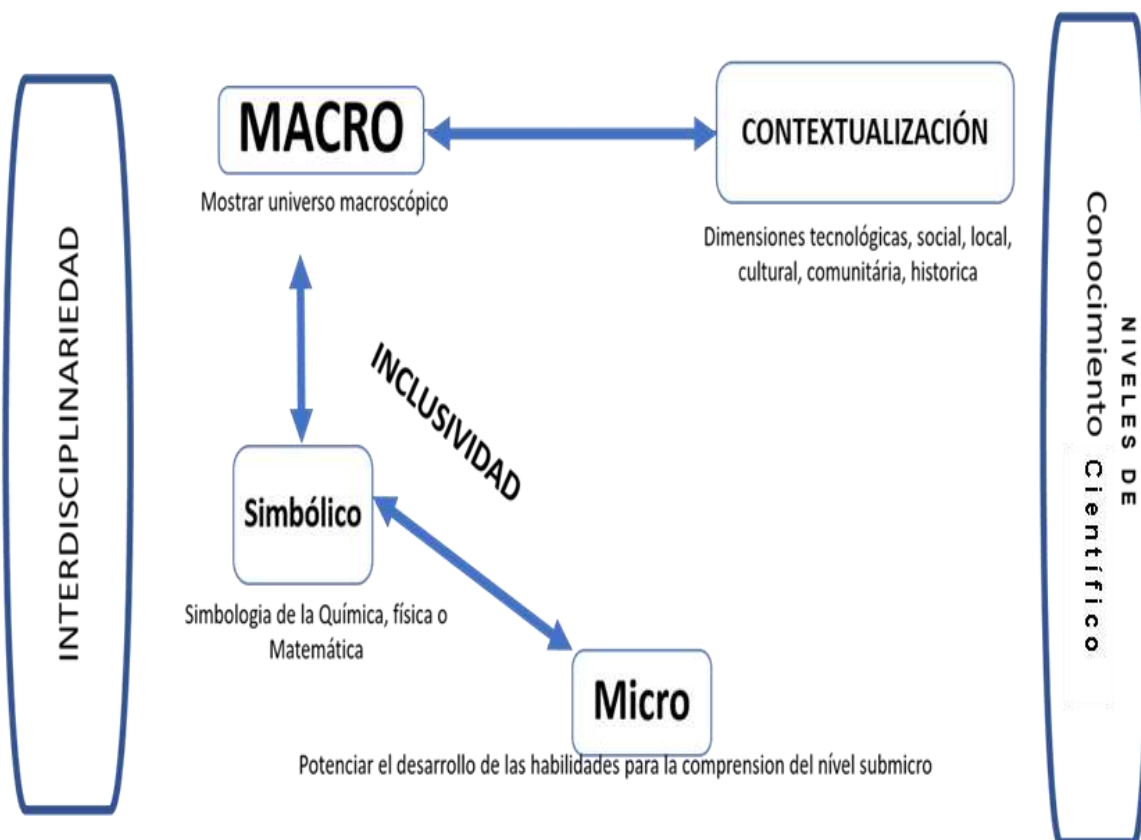 INTERDISCIPLINARIEDAD
MACRO
Mostrar universo macroscópico
CONTEXTUALIZACIÓN
Dimensiones tecnológicas, social, local,
cultural, comunitária, historica
INCLUSIVIDAD
Simbólico
Simbologia de la Química, física o
Matemática
Micro
Potenciar el desarrollo de las habilidades para la comprension del nível submicro
NIVELES DE
Conocimiento Científico